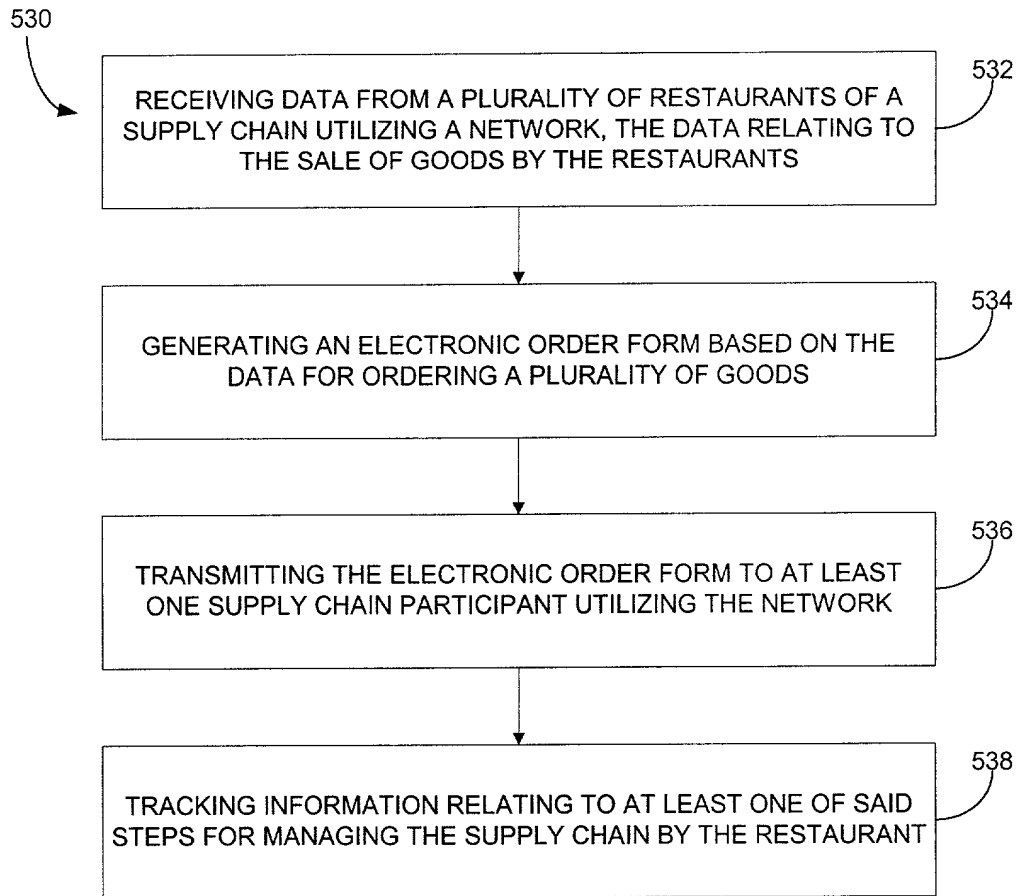 530
532
RECEIVING DATA FROM A PLURALITY OF RESTAURANTS OF A
SUPPLY CHAIN UTILIZING A NETWORK, THE DATA RELATING TO
THE SALE OF GOODS BY THE RESTAURANTS
534
GENERATING AN ELECTRONIC ORDER FORM BASED ON THE
DATA FOR ORDERING A PLURALITY OF GOODS
536
TRANSMITTING THE ELECTRONIC ORDER FORM TO AT LEAST
ONE SUPPLY CHAIN PARTICIPANT UTILIZING THE NETWORK
538
TRACKING INFORMATION RELATING TO AT LEAST ONE OF SAID
STEPS FOR MANAGING THE SUPPLY CHAIN BY THE RESTAURANT